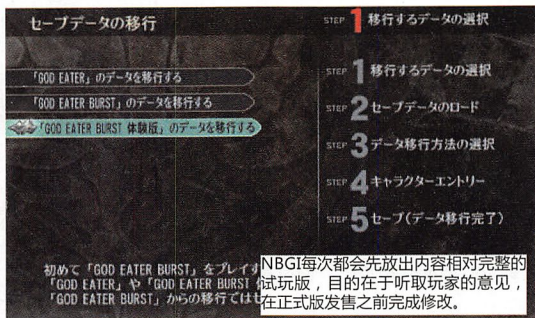 セーブデータの移行
STEP 1 移行するデータの選択
「GOD EATER」のデータを移行する
「GOD EATER BURST」のデータを移行する
「GOD EATER BURST 体験版」のデータを移行する
STEP 1 移行するデータの選択
STEP 2 セーブデータのロード
STEP 3 データ移行方法の選択
STEP 4 キャラクターエントリー
STEP 5 セーブ(データ移行完了)
初めて「GOD EATER BURST」をプレイす
「GOD EATER」や「GOD EATER BURST
「GOD EATER BURST」からの移行では
NBGI每次都会先放出内容相对完整的
试玩版，目的在于听取玩家的意见，
在正式版发售之前完成修改。